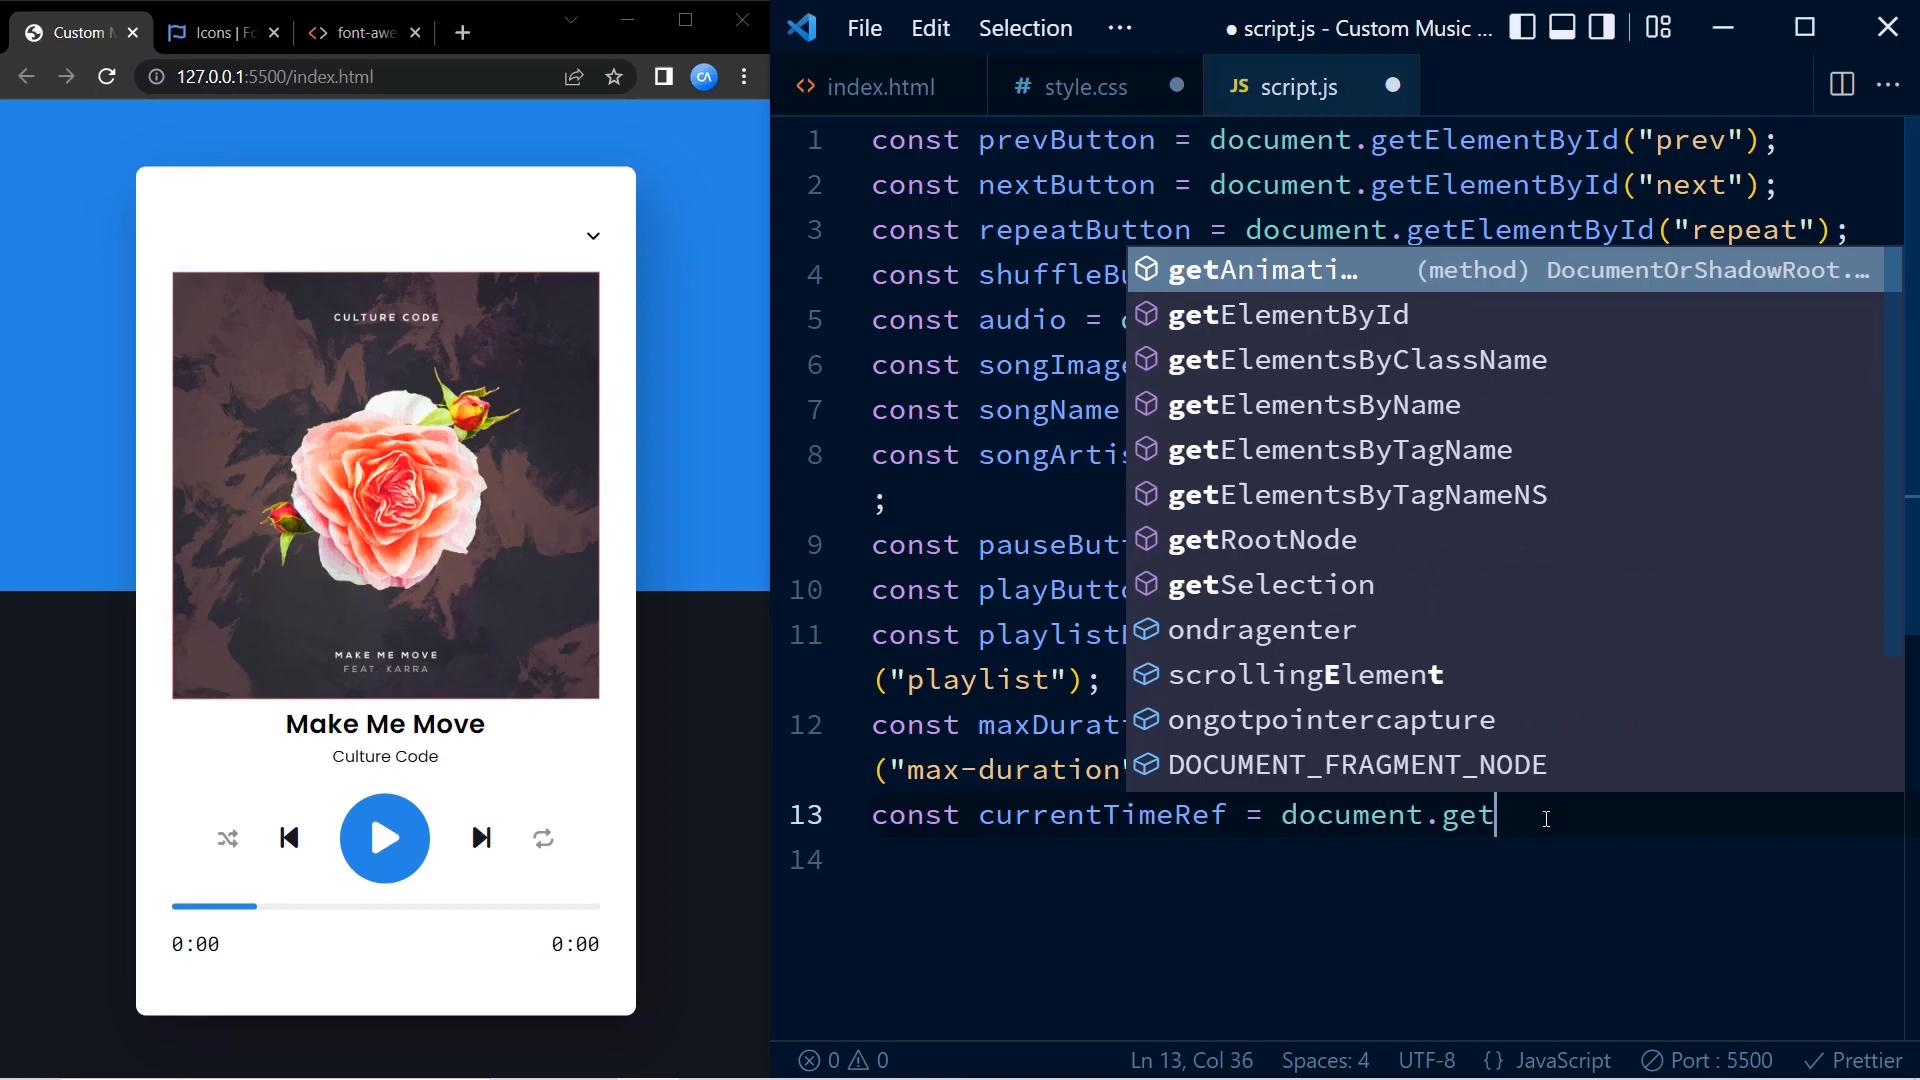 Custom
Icons | Fo
font-awe
127.0.0.1:5500/index.html
CA
CULTURE CODE
MAKE ME MOVE
FEAT. KARRA
Make Me Move
Culture Code
0:00
0:00
File Edit Selection ···
● script.js - Custom Music ...
<> index.html
# style.css
JS script.js
1 const prevButton = document.getElementById("prev");
2 const nextButton = document.getElementById("next");
3 const repeatButton = document.getElementById("repeat");
4 const shuffleBu
5 const audio =
6 const songImage
7 const songName
8 const songArtis
;
9 const pauseButt
10 const playButto
11 const playlist
("playlist");
12 const maxDurati
("max-duration"
13 const currentTimeRef = document.get
14
getAnimati… (method) DocumentOrShadowRoot.…
getElementById
getElementsByClassName
getElementsByName
getElementsByTagName
getElementsByTagNameNS
getRootNode
getSelection
ondragenter
scrollingElement
ongotpointercapture
DOCUMENT_FRAGMENT_NODE
0 0 Ln 13, Col 36 Spaces: 4 UTF-8 {} JavaScript Port : 5500 Prettier